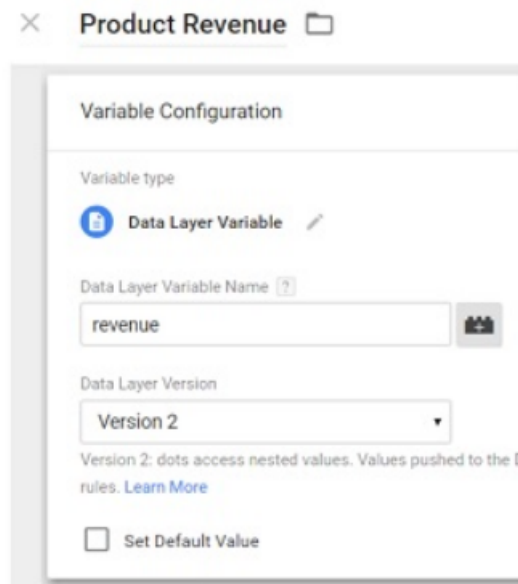 Product Revenue
Variable Configuration
Variable type
Data Layer Variable
Data Layer Variable Name ?
revenue
Data Layer Version
Version 2
Version 2: dots access nested values. Values pushed to the
rules. Learn More
Set Default Value